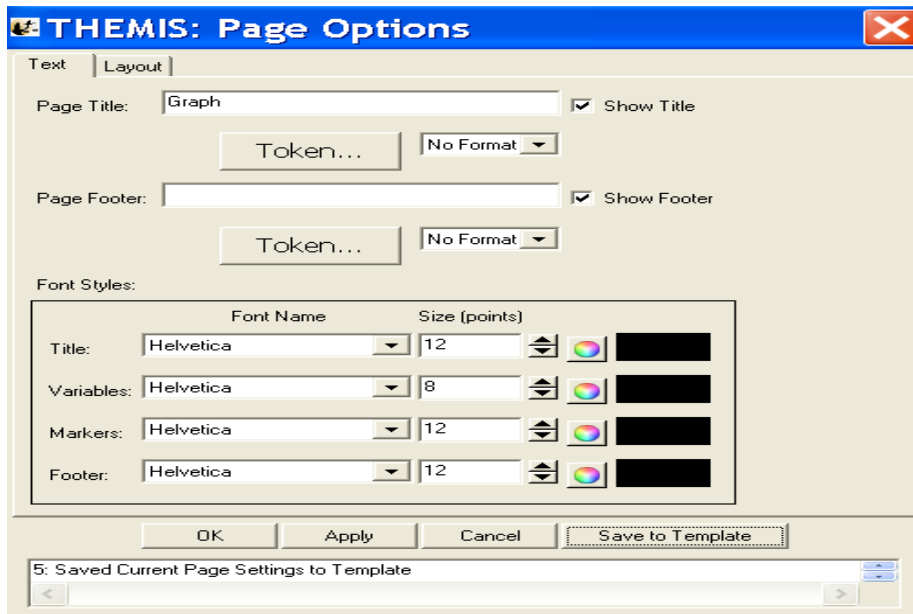 THEMIS: Page Options
Text Layout
Page Title: Graph Show Title
Token... No Format
Page Footer: Show Footer
Token... No Format
Font Styles:
Font Name Size (points)
Title: Helvetica 12
Variables: Helvetica 8
Markers: Helvetica 12
Footer: Helvetica 12
OK Apply Cancel Save to Template
5: Saved Current Page Settings to Template